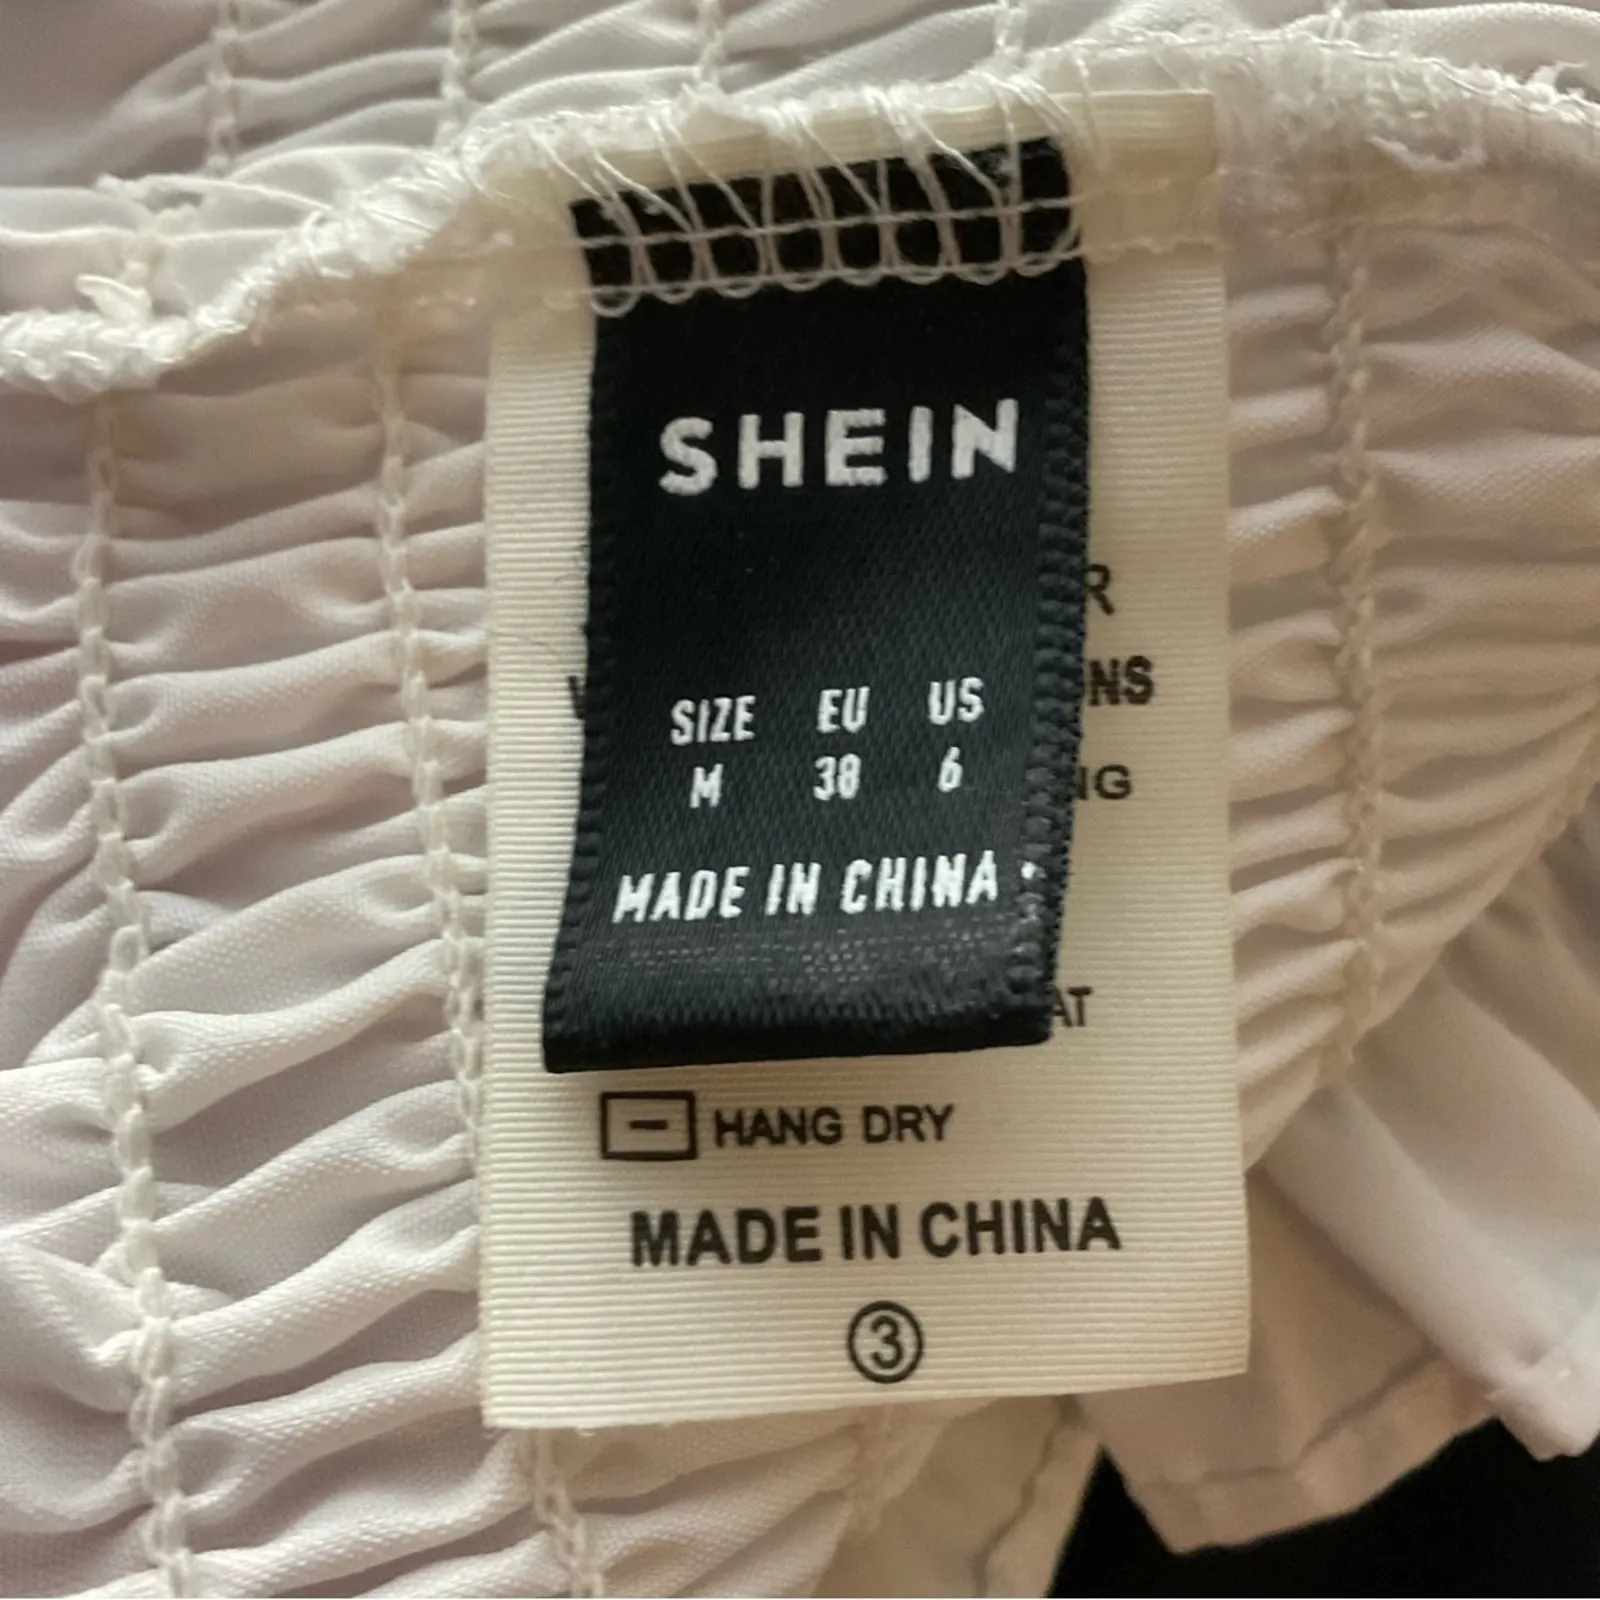 SHEIN
SIZE EU US
M 38 6
MADE IN CHINA
HANG DRY
MADE IN CHINA
3